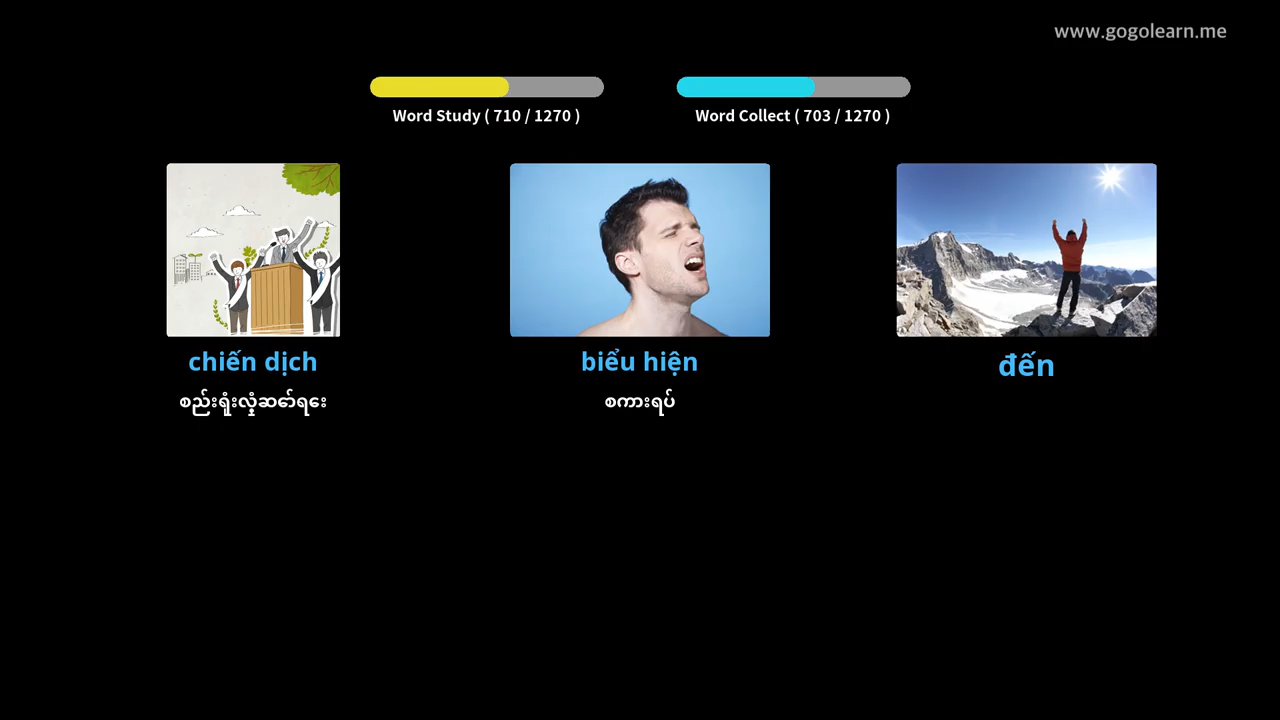 www.gogolearn.me
Word Study ( 710 / 1270 )
Word Collect ( 703 / 1270 )
chiến dịch
စည်းရုံးလှုံ့ဆော်ရေး
biểu hiện
စကားရပ်
đến